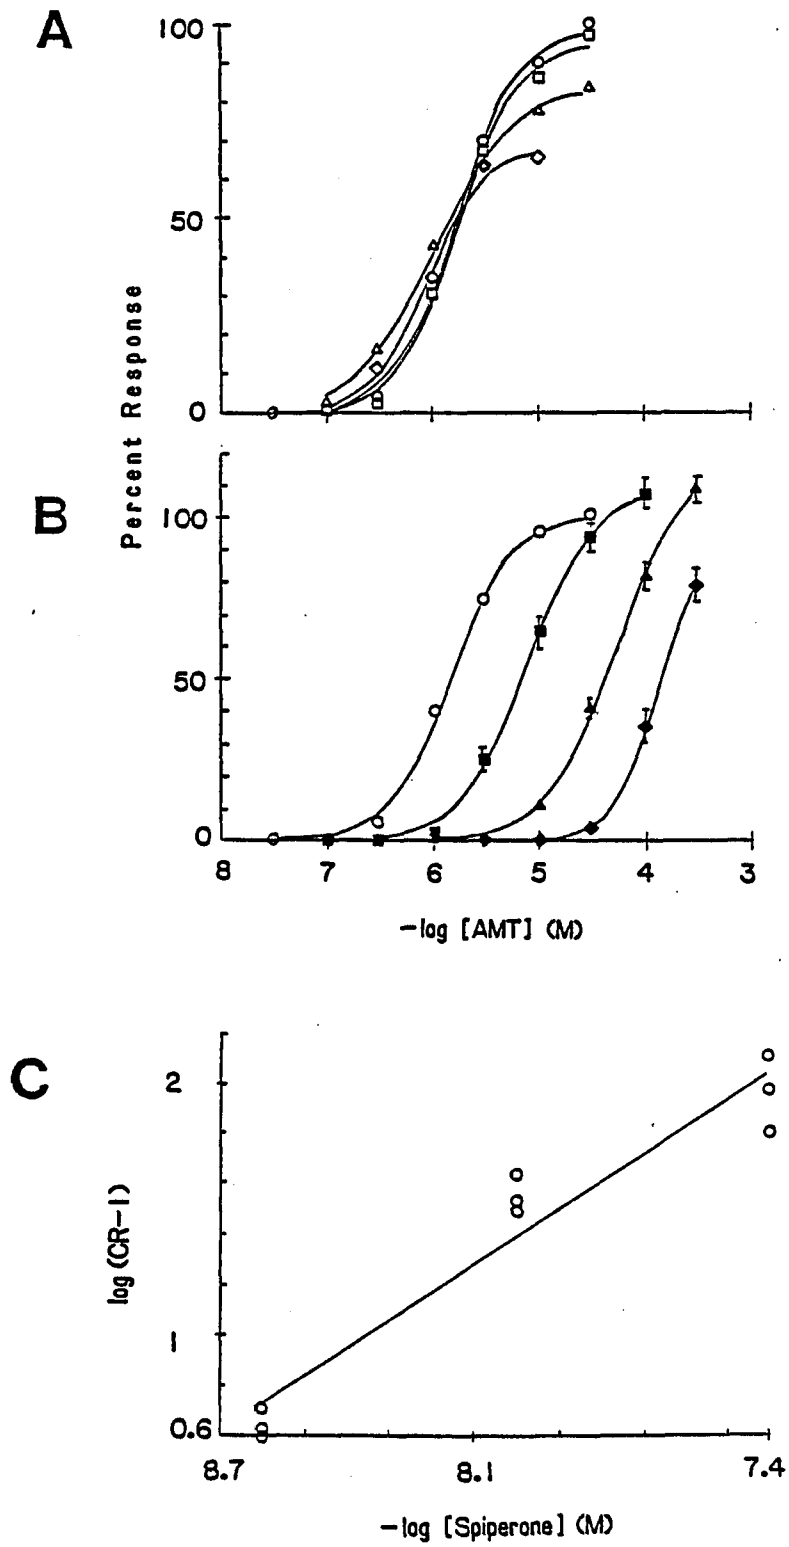 A
100
50
0
Percent Response
B
100
50
0
8 7 6 5 4 3
-log [AMT] (M)
C
2
1
0.6
log (CR-1)
8.7 8.1 7.4
-log [Spiperone] (M)